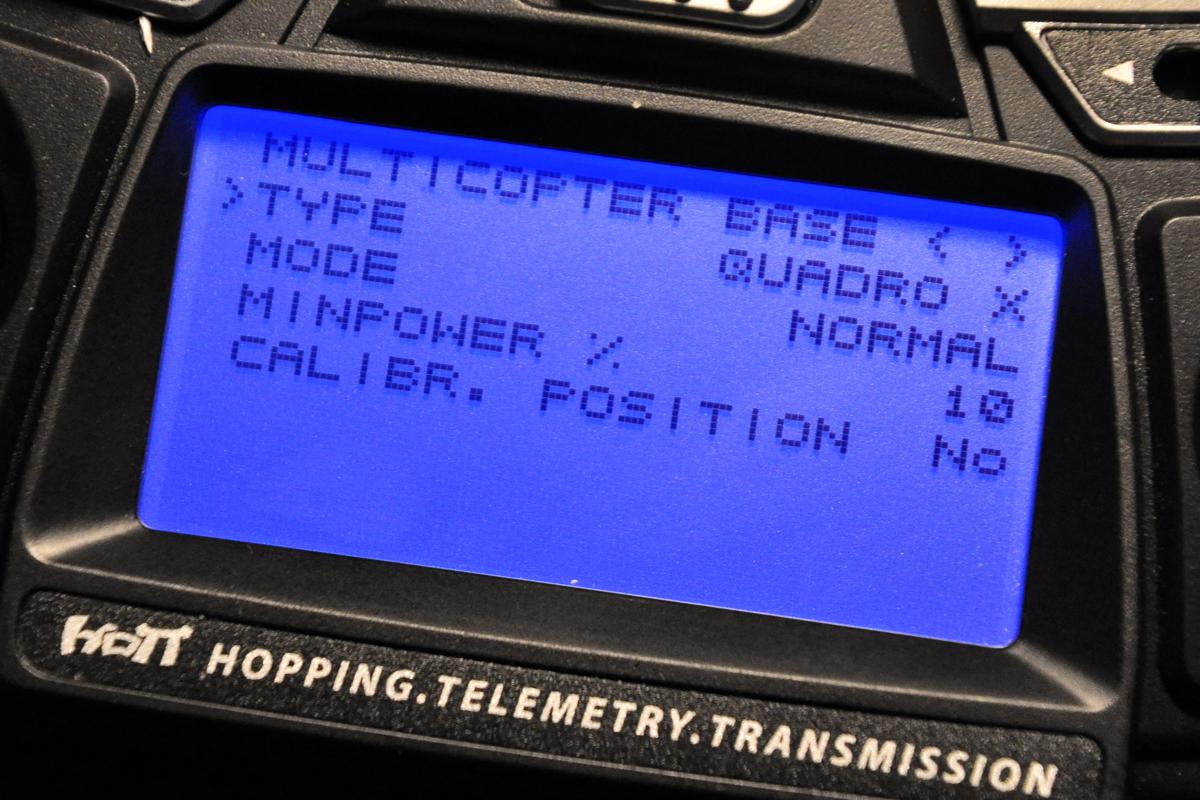 MULTICOPTER BASE < >
>TYPE QUADRO X
MODE NORMAL
MINPOWER % 10
CALIBR. POSITION No
HoTT HOPPING.TELEMETRY.TRANSMISSION